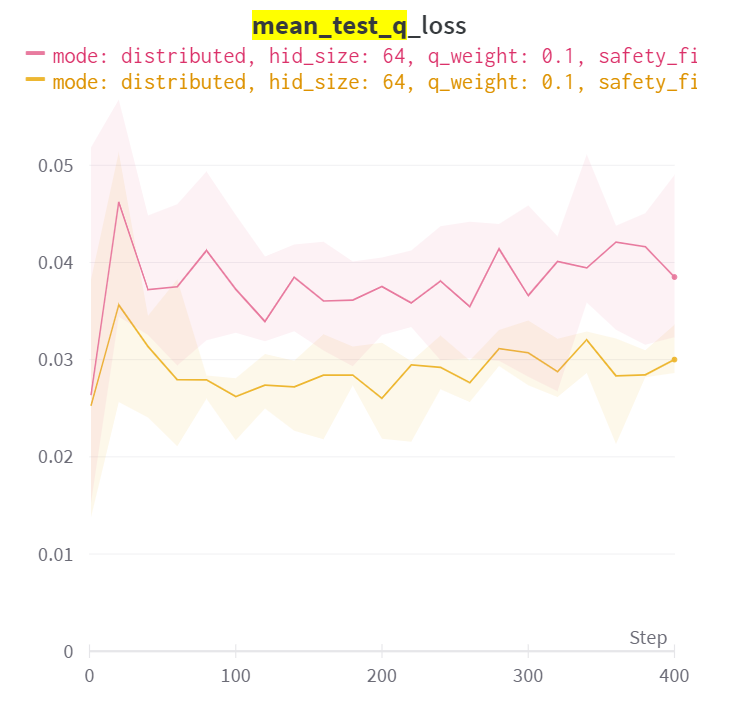 mean_test_q_loss
mode: distributed, hid_size: 64, q_weight: 0.1, safety_fi
mode: distributed, hid_size: 64, q_weight: 0.1, safety_fi
0.05
0.04
0.03
0.02
0.01
Step
0
0 100 200 300 400